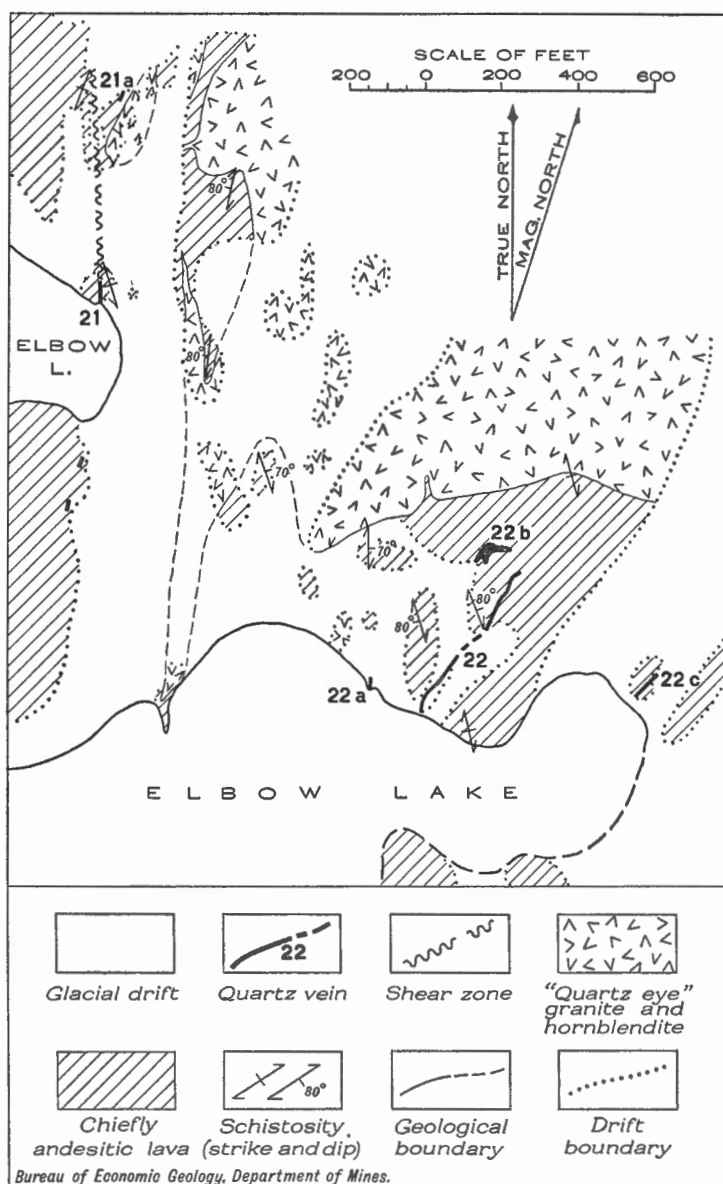 SCALE OF FEET
200 0 200 400 600
TRUE NORTH
MAG. NORTH
21a
80°
21
ELBOW
L.
80°
70°
70°
22b
80°
80°
22
22a
22c
ELBOW LAKE
22
Glacial drift
Quartz vein
Shear zone
"Quartz eye"
granite and
hornblendite
80°
Chiefly
andesitic lava
Schistosity
(strike and dip)
Geological
boundary
Drift
boundary
Bureau of Economic Geology, Department of Mines.